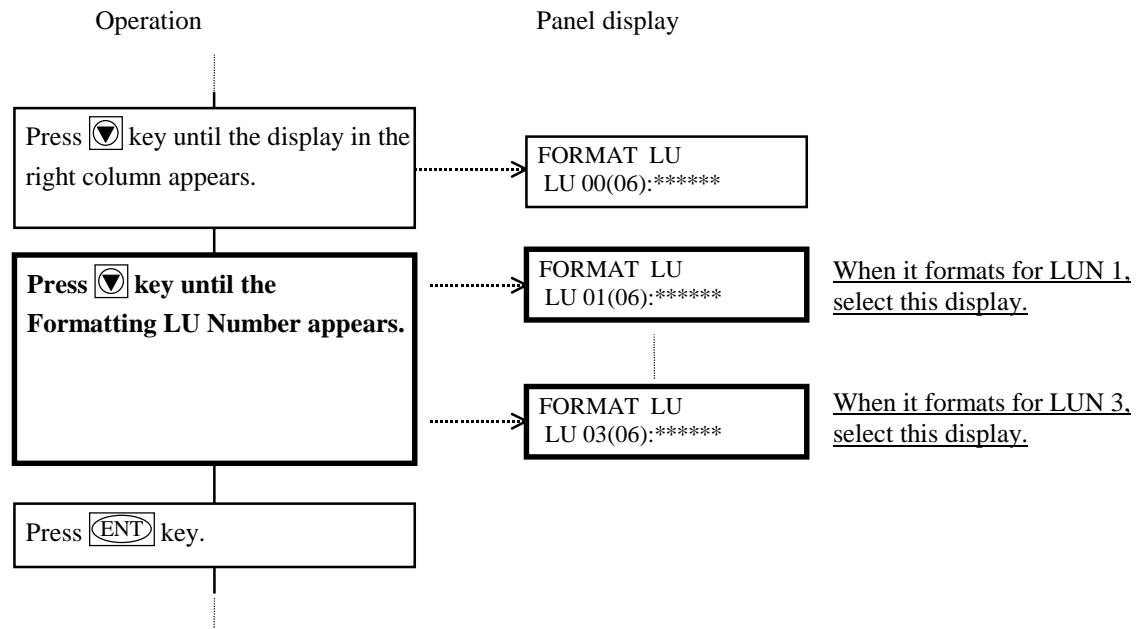 Operation
Panel display
Press ▼ key until the display in the
right column appears.
FORMAT LU
LU 00(06):******
Press ▼ key until the
Formatting LU Number appears.
FORMAT LU
LU 01(06):******
When it formats for LUN 1,
select this display.
FORMAT LU
LU 03(06):******
When it formats for LUN 3,
select this display.
Press ENT key.